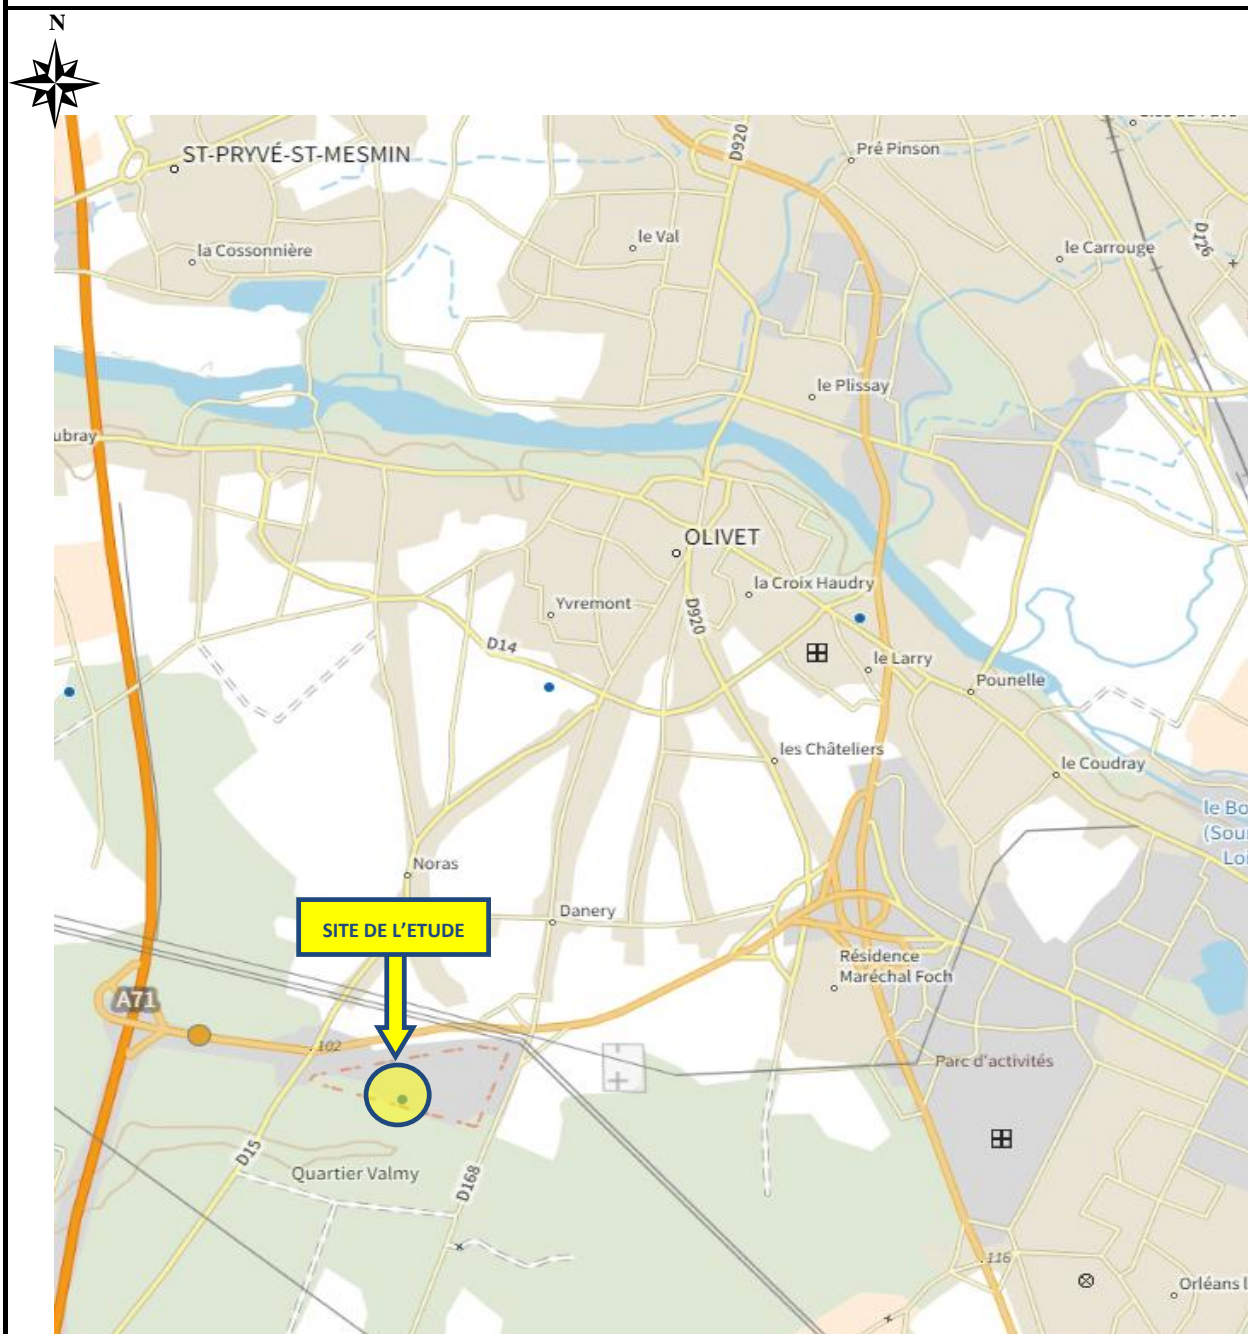 N
ST-PRYVÉ-ST-MESMIN
D920
Pré Pinson
la Cossonnière
le Val
le Carrouge
D126
le Plissay
ubray
OLIVET
la Croix Haudry
Yvremont
D920
D14
le Larry
Pounelle
les Châteliers
le Coudray
le Bo
(Sour
Loi
Noras
Danery
SITE DE L'ETUDE
Résidence
Maréchal Foch
A71
102
Parc d'activités
D15
Quartier Valmy
D168
116
Orléans l